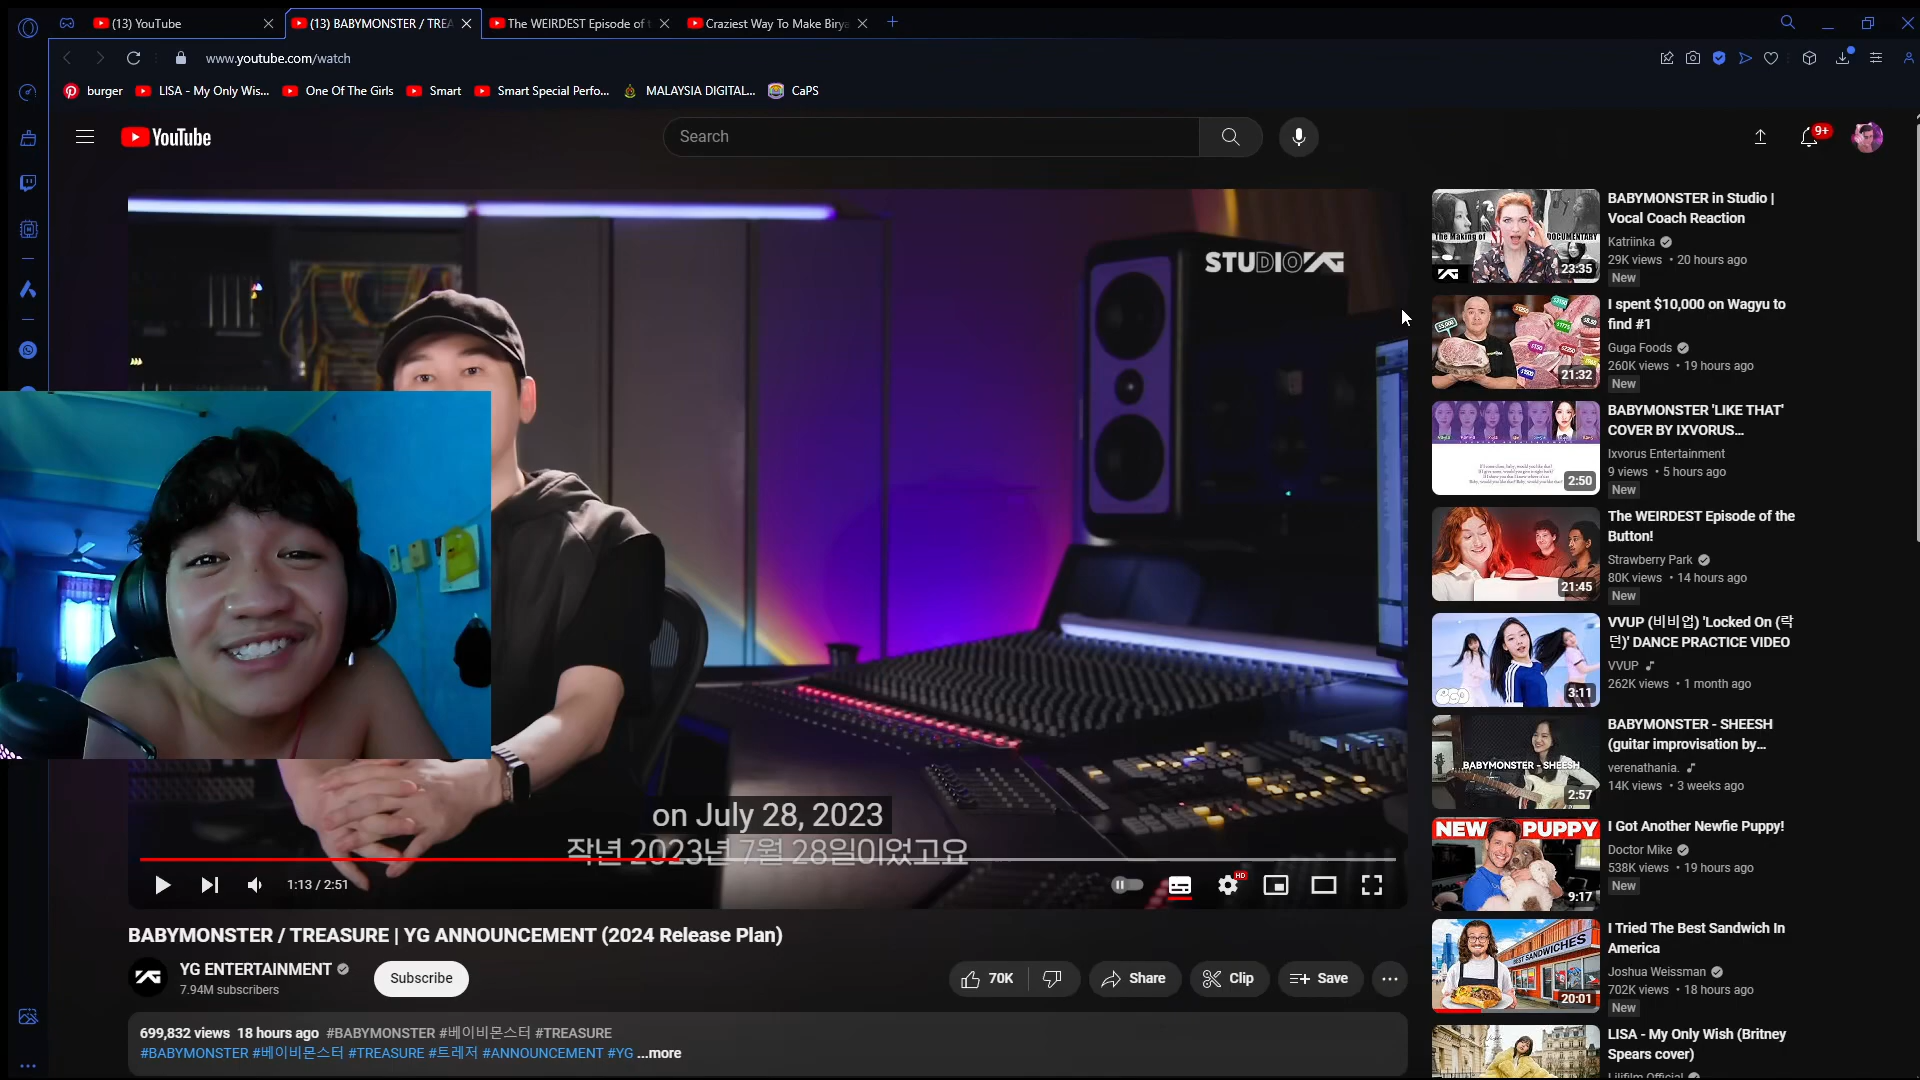 (13) YouTube
(13) BABYMONSTER / TREA
The WEIRDEST Episode of t
Craziest Way To Make Birya
www.youtube.com/watch
burger
LISA - My Only Wis...
One Of The Girls
Smart
Smart Special Perfo...
MALAYSIA DIGITAL...
CaPS
YouTube
Search
9+
STUDIO YG
on July 28, 2023
작년 2023년 7월 28일이었고요
1:13 / 2:51
HD
BABYMONSTER / TREASURE | YG ANNOUNCEMENT (2024 Release Plan)
YG ENTERTAINMENT
7.94M subscribers
Subscribe
70K
Share
Clip
Save
699,832 views 18 hours ago #BABYMONSTER #베이비몬스터 #TREASURE
#BABYMONSTER #베이비몬스터 #TREASURE #트레저 #ANNOUNCEMENT #YG ...more
The Making of
DOCUMENTARY
23:35
BABYMONSTER in Studio |
Vocal Coach Reaction
Katriinka
29K views • 20 hours ago
New
21:32
I spent $10,000 on Wagyu to
find #1
Guga Foods
260K views • 19 hours ago
New
2:50
BABYMONSTER 'LIKE THAT'
COVER BY IXVORUS...
Ixvorus Entertainment
9 views • 5 hours ago
New
21:45
The WEIRDEST Episode of the
Button!
Strawberry Park
80K views • 14 hours ago
New
3:11
VVUP (비비업) 'Locked On (락
던)' DANCE PRACTICE VIDEO
VVUP
262K views • 1 month ago
BABYMONSTER - SHEESH
2:57
BABYMONSTER - SHEESH
(guitar improvisation by...
verenathania.
14K views • 3 weeks ago
NEW PUPPY
9:17
I Got Another Newfie Puppy!
Doctor Mike
538K views • 19 hours ago
New
BEST SANDWICHES
20:01
I Tried The Best Sandwich In
America
Joshua Weissman
702K views • 18 hours ago
New
LISA - My Only Wish (Britney
Spears cover)
Lilifilm Official